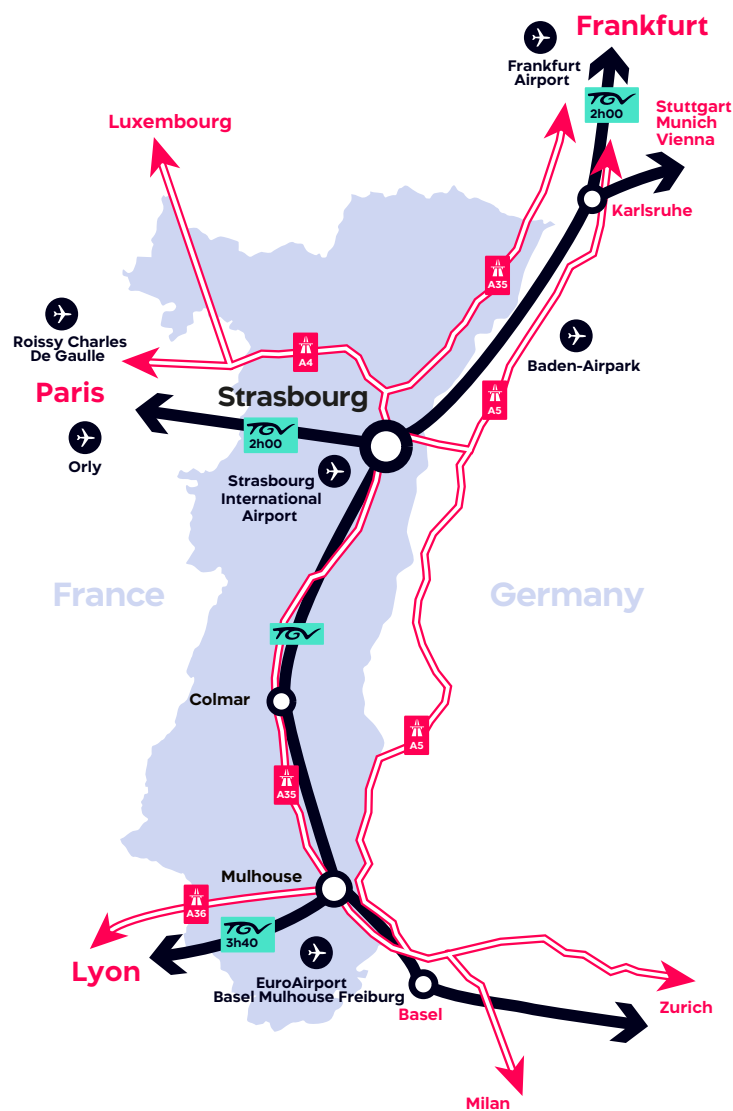 Frankfurt
Frankfurt
Airport
TGV
2h00
Stuttgart
Munich
Vienna
Luxembourg
Karlsruhe
A35
Roissy Charles
De Gaulle
A4
Baden-Airpark
Paris
Strasbourg
A5
TGV
2h00
Orly
Strasbourg
International
Airport
France
Germany
TGV
Colmar
A5
A35
Mulhouse
A36
TGV
3h40
Lyon
EuroAirport
Basel Mulhouse Freiburg
Basel
Zurich
Milan